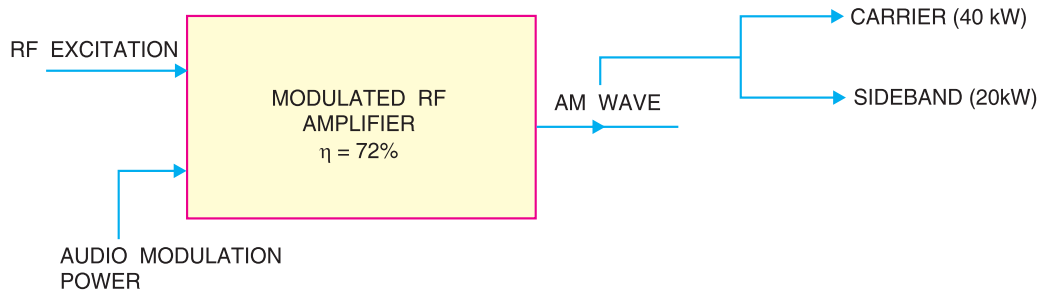 RF EXCITATION
MODULATED RF
AMPLIFIER
η = 72%
AUDIO MODULATION
POWER
AM WAVE
CARRIER (40 kW)
SIDEBAND (20kW)